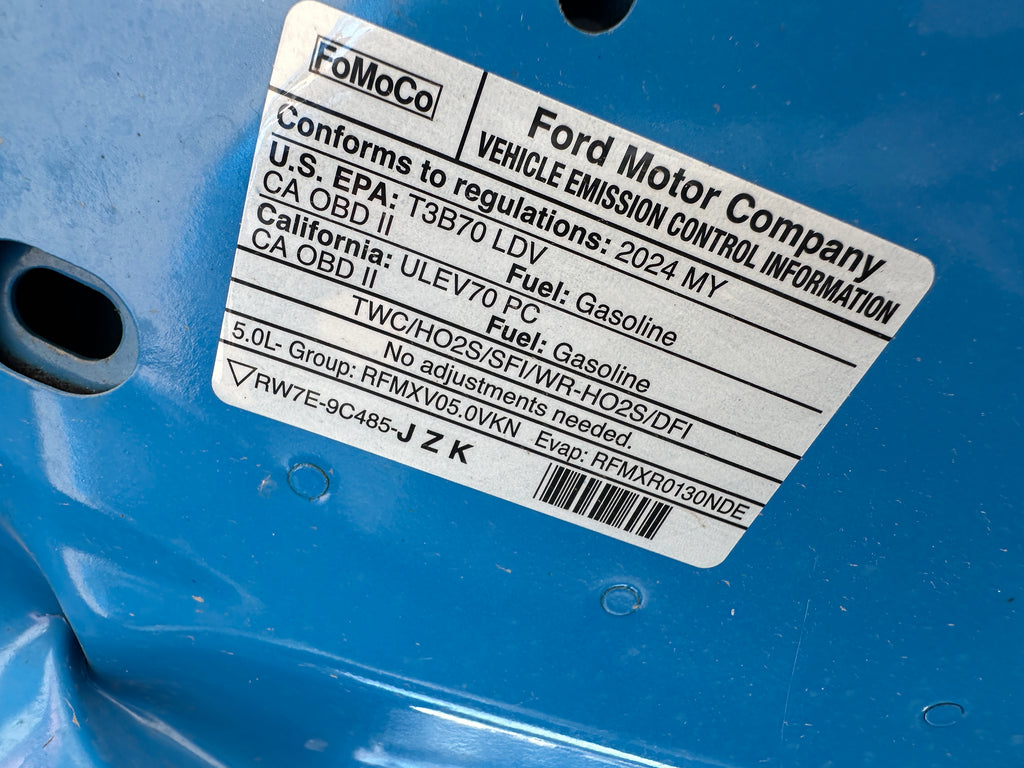 FoMoCo
Ford Motor Company
VEHICLE EMISSION CONTROL INFORMATION
Conforms to regulations: 2024 MY
U.S. EPA: T3B70 LDV Fuel: Gasoline
CA OBD II
California: ULEV70 PC Fuel: Gasoline
CA OBD II
TWC/HO2S/SFI/WR-HO2S/DFI
No adjustments needed.
5.0L- Group: RFMXV05.0VKN Evap: RFMXR0130NDE
RW7E-9C485-J Z K